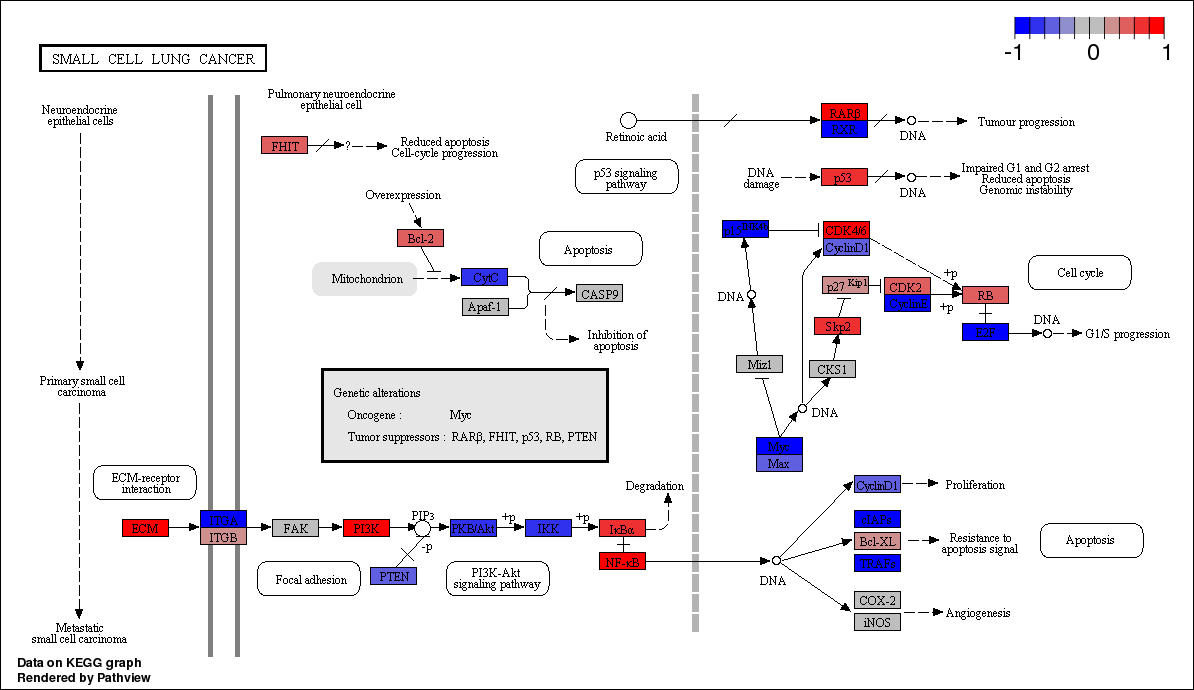 -1 0 1
SMALL CELL LUNG CANCER
Neuroendocrine
epithelial cells
Primary small cell
carcinoma
Metastatic
small cell carcinoma
Pulmonary neuroendocrine
epithelial cell
FHIT
?
Reduced apoptosis
Cell-cycle progression
Overexpression
Bcl-2
Mitochondrion
CytC
Apaf-1
CASP9
Apoptosis
Inhibition of
apoptosis
Genetic alterations
Oncogene : Myc
Tumor suppressors : RARβ, FHIT, p53, RB, PTEN
Retinoic acid
RARβ
RXR
DNA
Tumour progression
p53 signaling
pathway
DNA
damage
p53
DNA
Impaired G1 and G2 arrest
Reduced apoptosis
Genomic instability
CDK4/6
CyclinD1
+p
Cell cycle
p27 Kip1
CDK2
CyclinE
+p
RB
E2F
DNA
G1/S progression
DNA
Skp2
Miz1
CKS1
DNA
Myc
Max
ECM-receptor
interaction
ECM
ITGA
ITGB
FAK
PI3K
PIP3
-p
PTEN
PKB/Akt
+p
IKK
+p
IκBα
NF-κB
Degradation
Focal adhesion
PI3K-Akt
signaling pathway
DNA
CyclinD1
Proliferation
Bcl-XL
Resistance to
apoptosis signal
Apoptosis
COX-2
iNOS
Angiogenesis
Data on KEGG graph
Rendered by Pathview